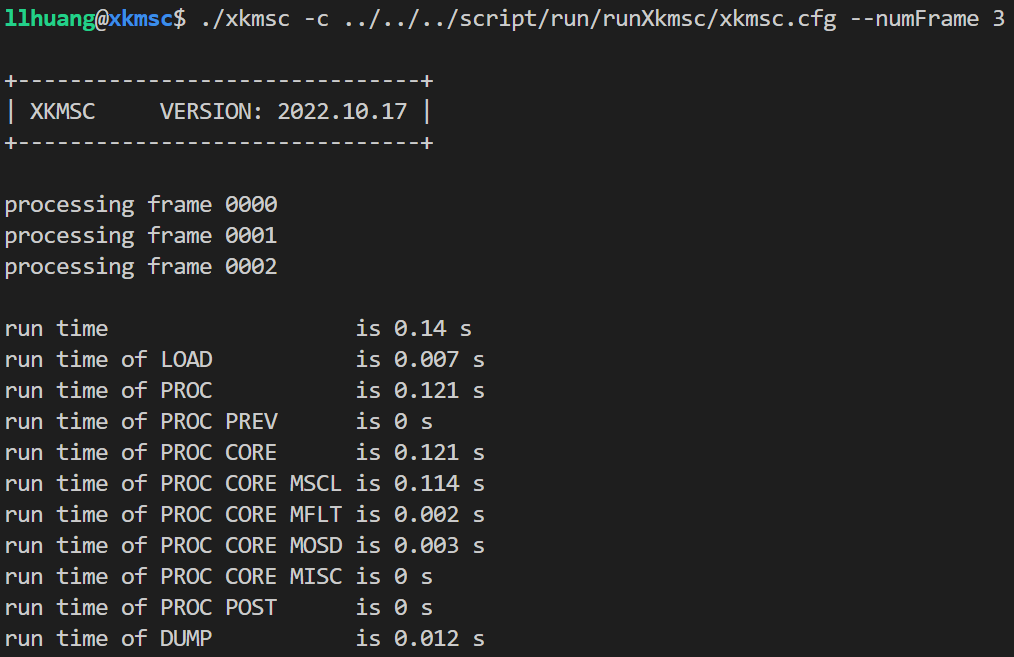 llhuang@xkmsc$ ./xkmsc -c ../../../script/run/runXkmsc/xkmsc.cfg --numFrame 3
+-------------------------------+
| XKMSC     VERSION: 2022.10.17 |
+-------------------------------+
processing frame 0000
processing frame 0001
processing frame 0002
run time                   is 0.14 s
run time of LOAD           is 0.007 s
run time of PROC           is 0.121 s
run time of PROC PREV      is 0 s
run time of PROC CORE      is 0.121 s
run time of PROC CORE MSCL is 0.114 s
run time of PROC CORE MFLT is 0.002 s
run time of PROC CORE MOSD is 0.003 s
run time of PROC CORE MISC is 0 s
run time of PROC POST      is 0 s
run time of DUMP           is 0.012 s